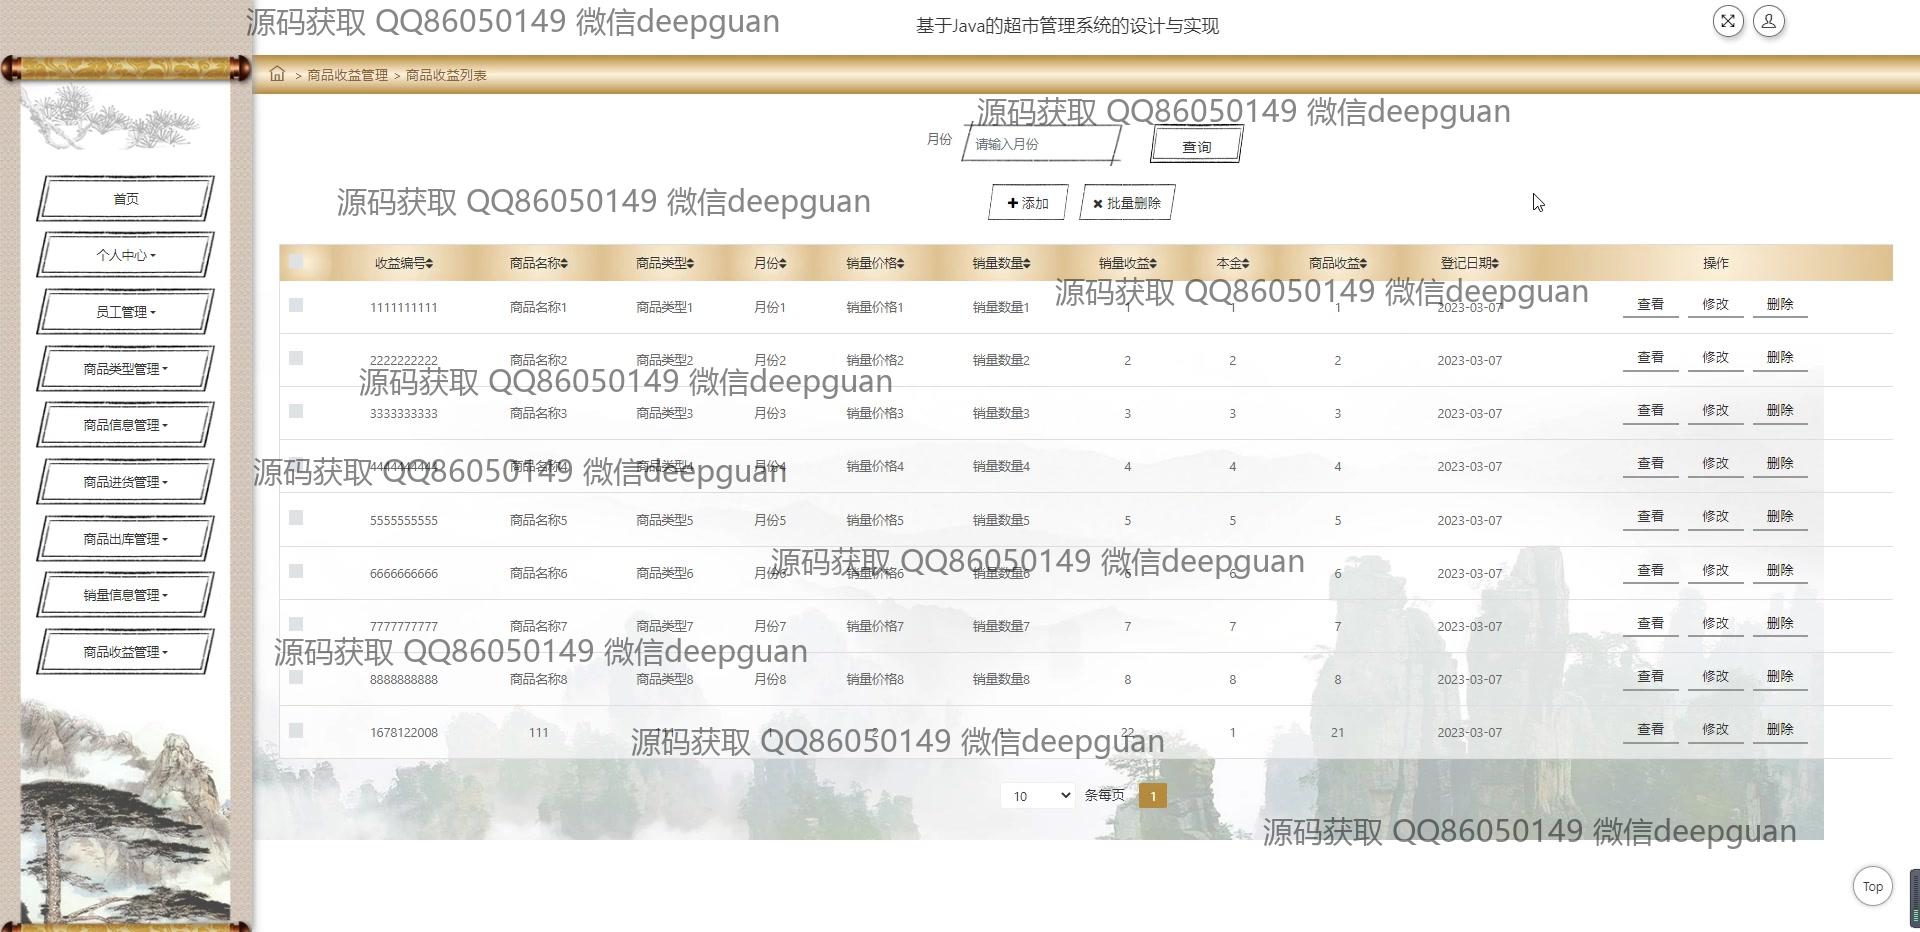 源码获取 QQ86050149 微信deepguan
基于Java的超市管理系统的设计与实现
> 商品收益管理 > 商品收益列表
源码获取 QQ86050149 微信deepguan
月份 请输入月份 查询
源码获取 QQ86050149 微信deepguan
添加 批量删除
首页
个人中心
员工管理
商品类型管理
商品信息管理
商品进货管理
商品出库管理
销量信息管理
商品收益管理
收益编号 商品名称 商品类型 月份 销量价格 销量数量 销量收益 本金 商品收益 登记日期 操作
源码获取 QQ86050149 微信deepguan
1111111111 商品名称1 商品类型1 月份1 销量价格1 销量数量1 1 1 1 2023-03-07 查看 修改 删除
2222222222 商品名称2 商品类型2 月份2 销量价格2 销量数量2 2 2 2 2023-03-07 查看 修改 删除
源码获取 QQ86050149 微信deepguan
3333333333 商品名称3 商品类型3 月份3 销量价格3 销量数量3 3 3 3 2023-03-07 查看 修改 删除
4444444444 商品名称4 商品类型4 月份4 销量价格4 销量数量4 4 4 4 2023-03-07 查看 修改 删除
源码获取 QQ86050149 微信deepguan
5555555555 商品名称5 商品类型5 月份5 销量价格5 销量数量5 5 5 5 2023-03-07 查看 修改 删除
源码获取 QQ86050149 微信deepguan
6666666666 商品名称6 商品类型6 月份6 销量价格6 销量数量6 6 6 6 2023-03-07 查看 修改 删除
7777777777 商品名称7 商品类型7 月份7 销量价格7 销量数量7 7 7 7 2023-03-07 查看 修改 删除
源码获取 QQ86050149 微信deepguan
8888888888 商品名称8 商品类型8 月份8 销量价格8 销量数量8 8 8 8 2023-03-07 查看 修改 删除
1678122008 111 22 1 21 2023-03-07 查看 修改 删除
源码获取 QQ86050149 微信deepguan
10 条每页 1
源码获取 QQ86050149 微信deepguan
Top